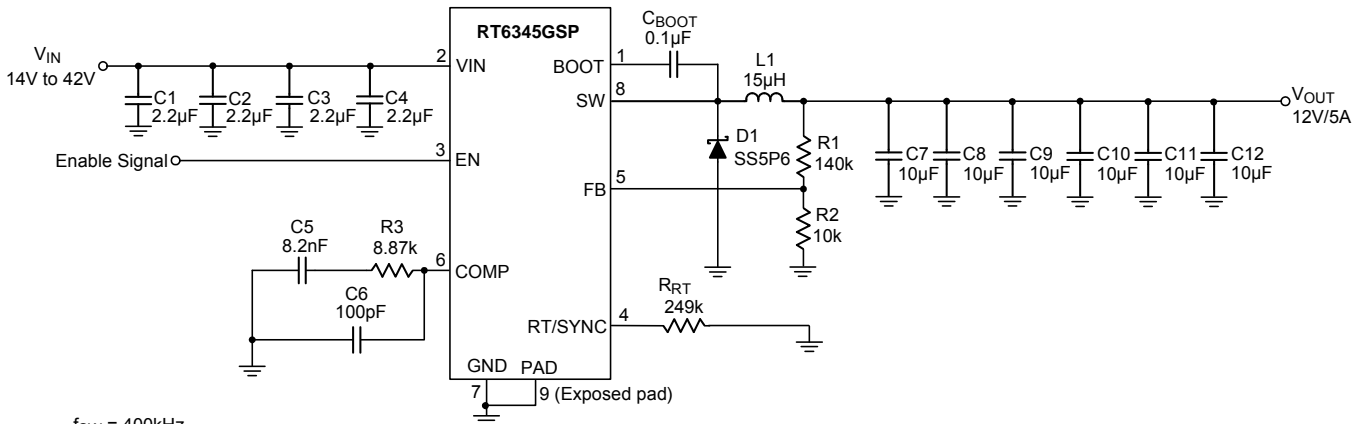 RT6345GSP
VIN
14V to 42V
2
VIN
C1
2.2µF
C2
2.2µF
C3
2.2µF
C4
2.2µF
Enable Signal
3
EN
C5
8.2nF
R3
8.87k
6
COMP
C6
100pF
GND
PAD
7
9 (Exposed pad)
CBOOT
0.1µF
1
BOOT
8
SW
L1
15µH
D1
SS5P6
R1
140k
5
FB
R2
10k
RRT
249k
4
RT/SYNC
C7
10µF
C8
10µF
C9
10µF
C10
10µF
C11
10µF
C12
10µF
VOUT
12V/5A